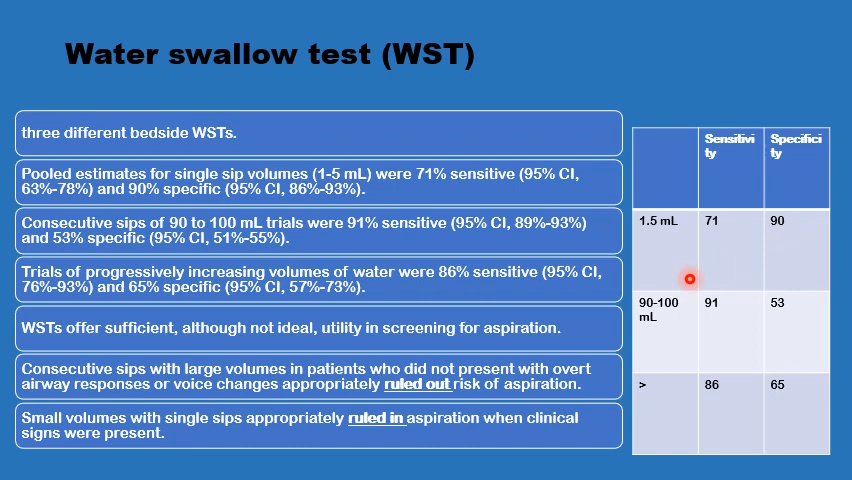 Water swallow test (WST)
three different bedside WSTs.
Pooled estimates for single sip volumes (1-5 mL) were 71% sensitive (95% CI,
63%-78%) and 90% specific (95% CI, 86%-93%).
Consecutive sips of 90 to 100 mL trials were 91% sensitive (95% CI, 89%-93%)
and 53% specific (95% CI, 51%-55%).
Trials of progressively increasing volumes of water were 86% sensitive (95% CI,
76%-93%) and 65% specific (95% CI, 57%-73%).
WSTs offer sufficient, although not ideal, utility in screening for aspiration.
Consecutive sips with large volumes in patients who did not present with overt
airway responses or voice changes appropriately ruled out risk of aspiration.
Small volumes with single sips appropriately ruled in aspiration when clinical
signs were present.
Sensitivi Specifici
ty ty
1.5 mL 71 90
90-100 91 53
mL
> 86 65